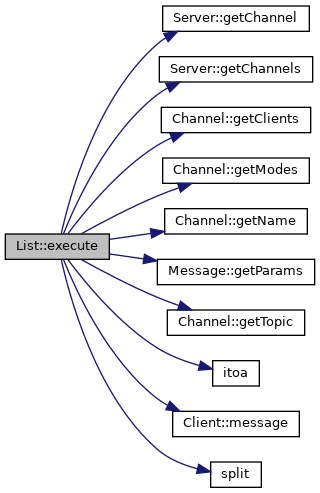 Server::getChannel
Server::getChannels
Channel::getClients
Channel::getModes
Channel::getName
List::execute
Message::getParams
Channel::getTopic
itoa
Client::message
split